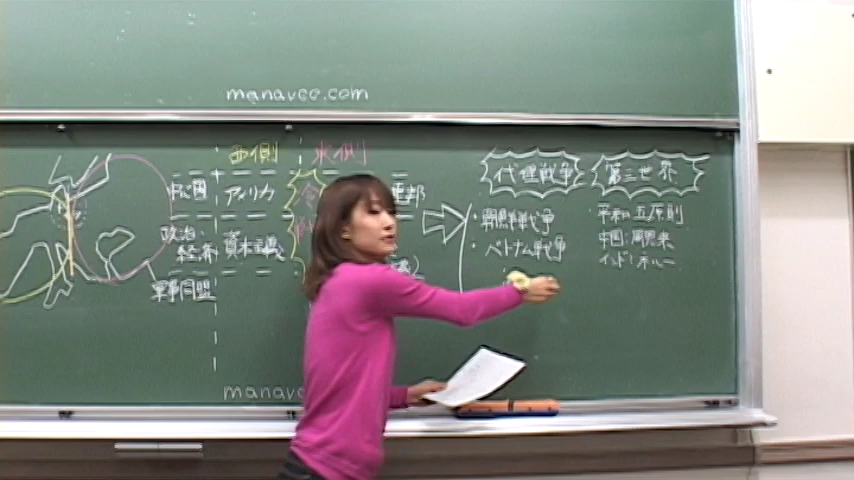 manavee.com
西側
東側
代理戦争
第三世界
アメリカ
連邦
・朝鮮戦争
・平和五原則
政治・
経済
資本主義
・ベトナム戦争
中国:周恩来
インド:ネルー
軍事同盟
manave